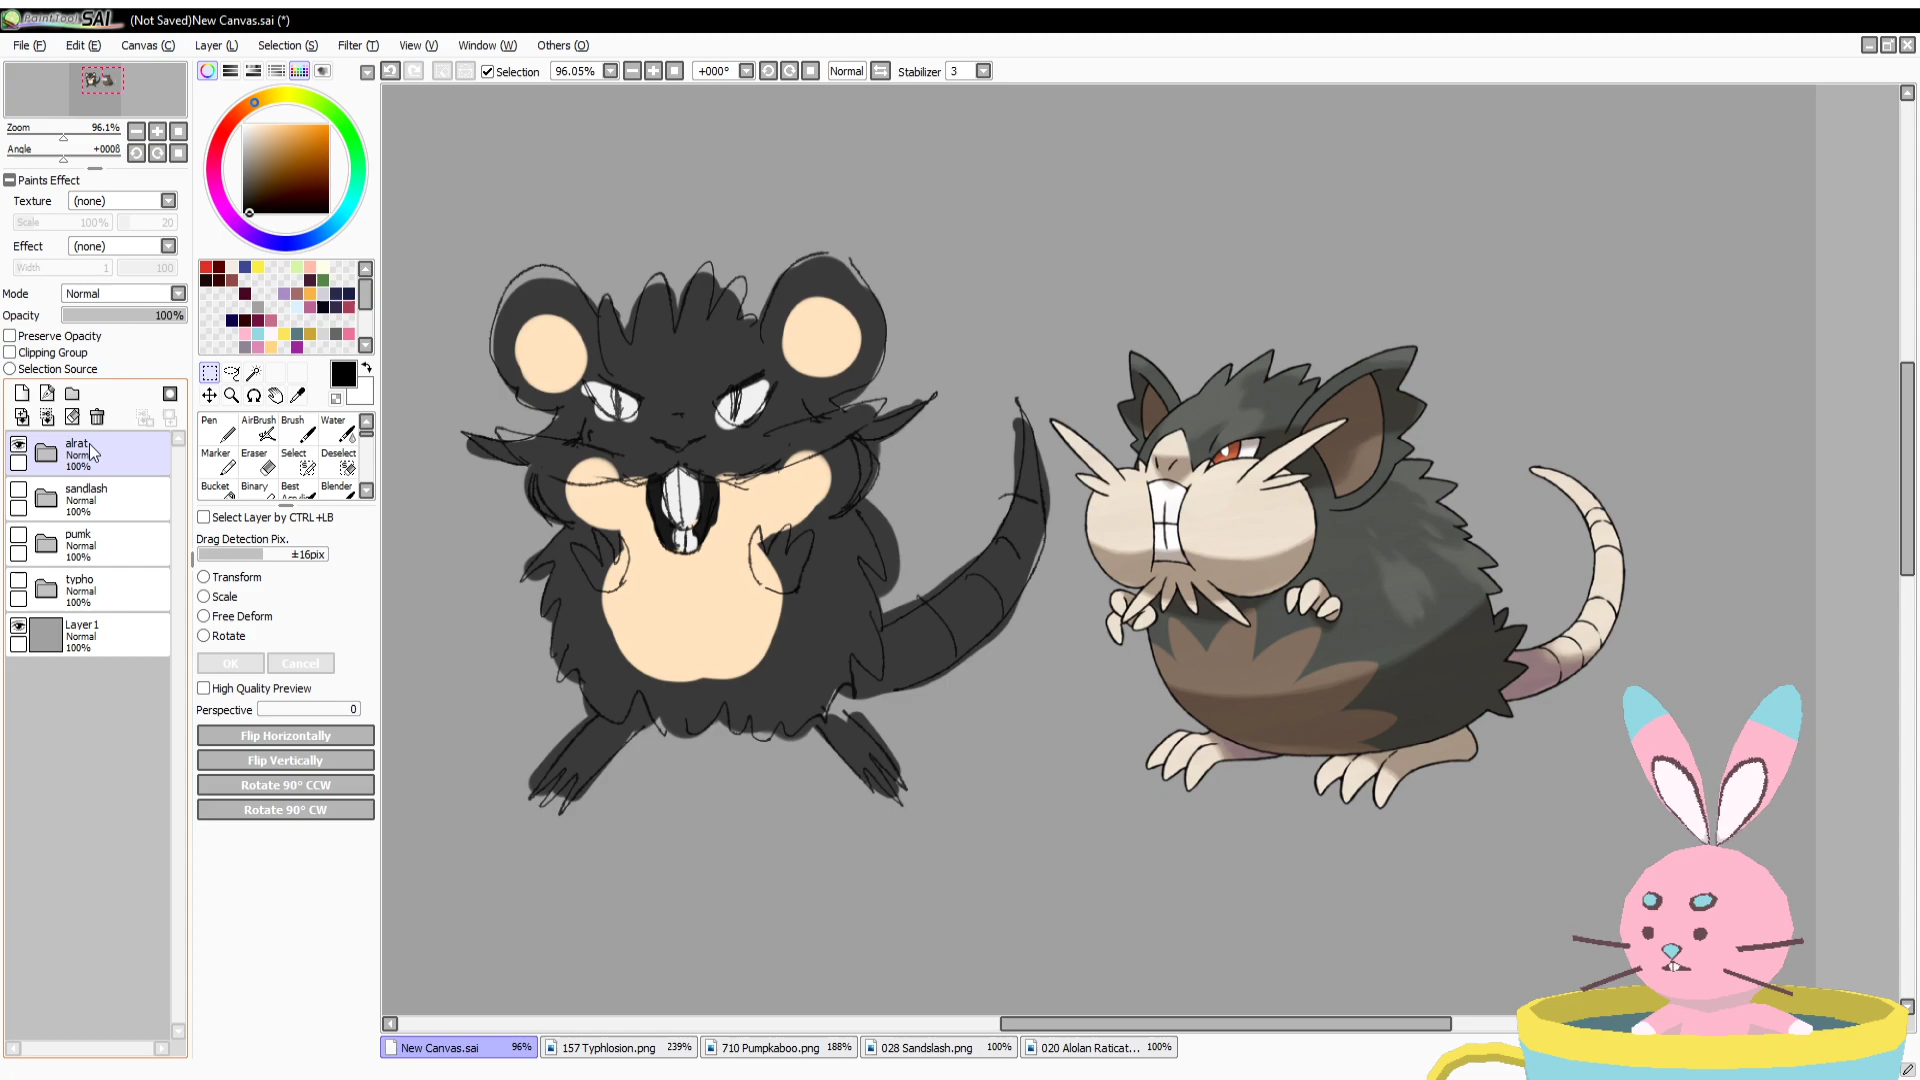 PaintTool SAI (Not Saved)New Canvas.sai (*)
File (F) Edit (E) Canvas (C) Layer (L) Selection (S) Filter (T) View (V) Window (W) Others (O)
Selection 96.05% +000° Normal Stabilizer 3
Zoom 96.1%
Angle +000ß
Paints Effect
Texture (none)
Scale 100% 20
Effect (none)
Width 1 100
Mode Normal
Opacity 100%
Preserve Opacity
Clipping Group
Selection Source
alrat
100%
sandlash
Normal
100%
pumk
Normal
100%
typho
Normal
100%
Layer1
Normal
100%
Pen AirBrush Brush Water
Marker Eraser Select Deselect
Bucket Binary Best Blender
Select Layer by CTRL+LB
Drag Detection Pix.
±16pix
Transform
Scale
Free Deform
Rotate
OK Cancel
High Quality Preview
Perspective 0
Flip Horizontally
Flip Vertically
Rotate 90° CCW
Rotate 90° CW
New Canvas.sai 96% 157 Typhlosion.png 239% 710 Pumpkaboo.png 188% 028 Sandslash.png 100% 020 Alolan Raticat... 100%